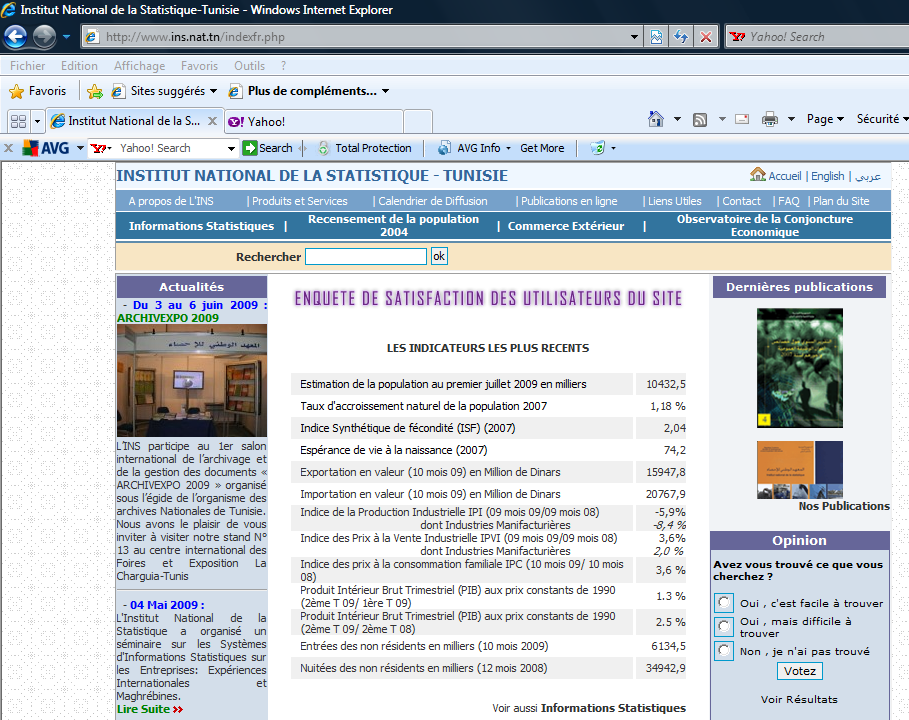 Institut National de la Statistique-Tunisie - Windows Internet Explorer
http://www.ins.nat.tn/indexfr.php
Yahoo! Search
Fichier Edition Affichage Favoris Outils ?
Favoris Sites suggérés Plus de compléments...
Institut National de la S... Yahoo! Page Sécurité
AVG Yahoo! Search Search Total Protection AVG Info Get More
INSTITUT NATIONAL DE LA STATISTIQUE - TUNISIE
Accueil | English | عربي
A propos de L'INS | Produits et Services | Calendrier de Diffusion | Publications en ligne | Liens Utiles | Contact | FAQ | Plan du Site
Informations Statistiques | Recensement de la population 2004 | Commerce Extérieur | Observatoire de la Conjoncture Economique
Rechercher ok
Actualités
- Du 3 au 6 juin 2009 :
ARCHIVEXPO 2009
المعهد الوطني للإحصاء
L'INS participe au 1er salon
international de l'archivage et
de la gestion des documents «
ARCHIVEXPO 2009 » organisé
sous l'égide de l'organisme des
archives Nationales de Tunisie.
Nous avons le plaisir de vous
inviter à visiter notre stand N°
13 au centre international des
Foires et Exposition La
Charguia-Tunis
- 04 Mai 2009 :
L'Institut National de la
Statistique a organisé un
séminaire sur les Systèmes
d'Informations Statistiques sur
les Entreprises: Expériences
Internationales et
Maghrébines.
Lire Suite >>
ENQUETE DE SATISFACTION DES UTILISATEURS DU SITE
LES INDICATEURS LES PLUS RECENTS
Estimation de la population au premier juillet 2009 en milliers 10432,5
Taux d'accroissement naturel de la population 2007 1,18 %
Indice Synthétique de fécondité (ISF) (2007) 2,04
Espérance de vie à la naissance (2007) 74,2
Exportation en valeur (10 mois 09) en Million de Dinars 15947,8
Importation en valeur (10 mois 09) en Million de Dinars 20767,9
Indice de la Production Industrielle IPI (09 mois 09/09 mois 08) -5,9%
dont Industries Manifacturières -8,4 %
Indice des Prix à la Vente Industrielle IPVI (09 mois 09/09 mois 08) 3,6%
dont Industries Manifacturières 2,0 %
Indice des prix à la consommation familiale IPC (10 mois 09/ 10 mois
08) 3,6 %
Produit Intérieur Brut Trimestriel (PIB) aux prix constants de 1990
(2ème T 09/ 1ère T 09) 1.3 %
Produit Intérieur Brut Trimestriel (PIB) aux prix constants de 1990
(2ème T 09/ 2ème T 08) 2.5 %
Entrées des non résidents en milliers (10 mois 2009) 6134,5
Nuitées des non résidents en milliers (12 mois 2008) 34942,9
Voir aussi Informations Statistiques
Dernières publications
4
Nos Publications
Opinion
Avez vous trouvé ce que vous
cherchez ?
Oui , c'est facile à trouver
Oui , mais difficile à
trouver
Non , je n'ai pas trouvé
Votez
Voir Résultats